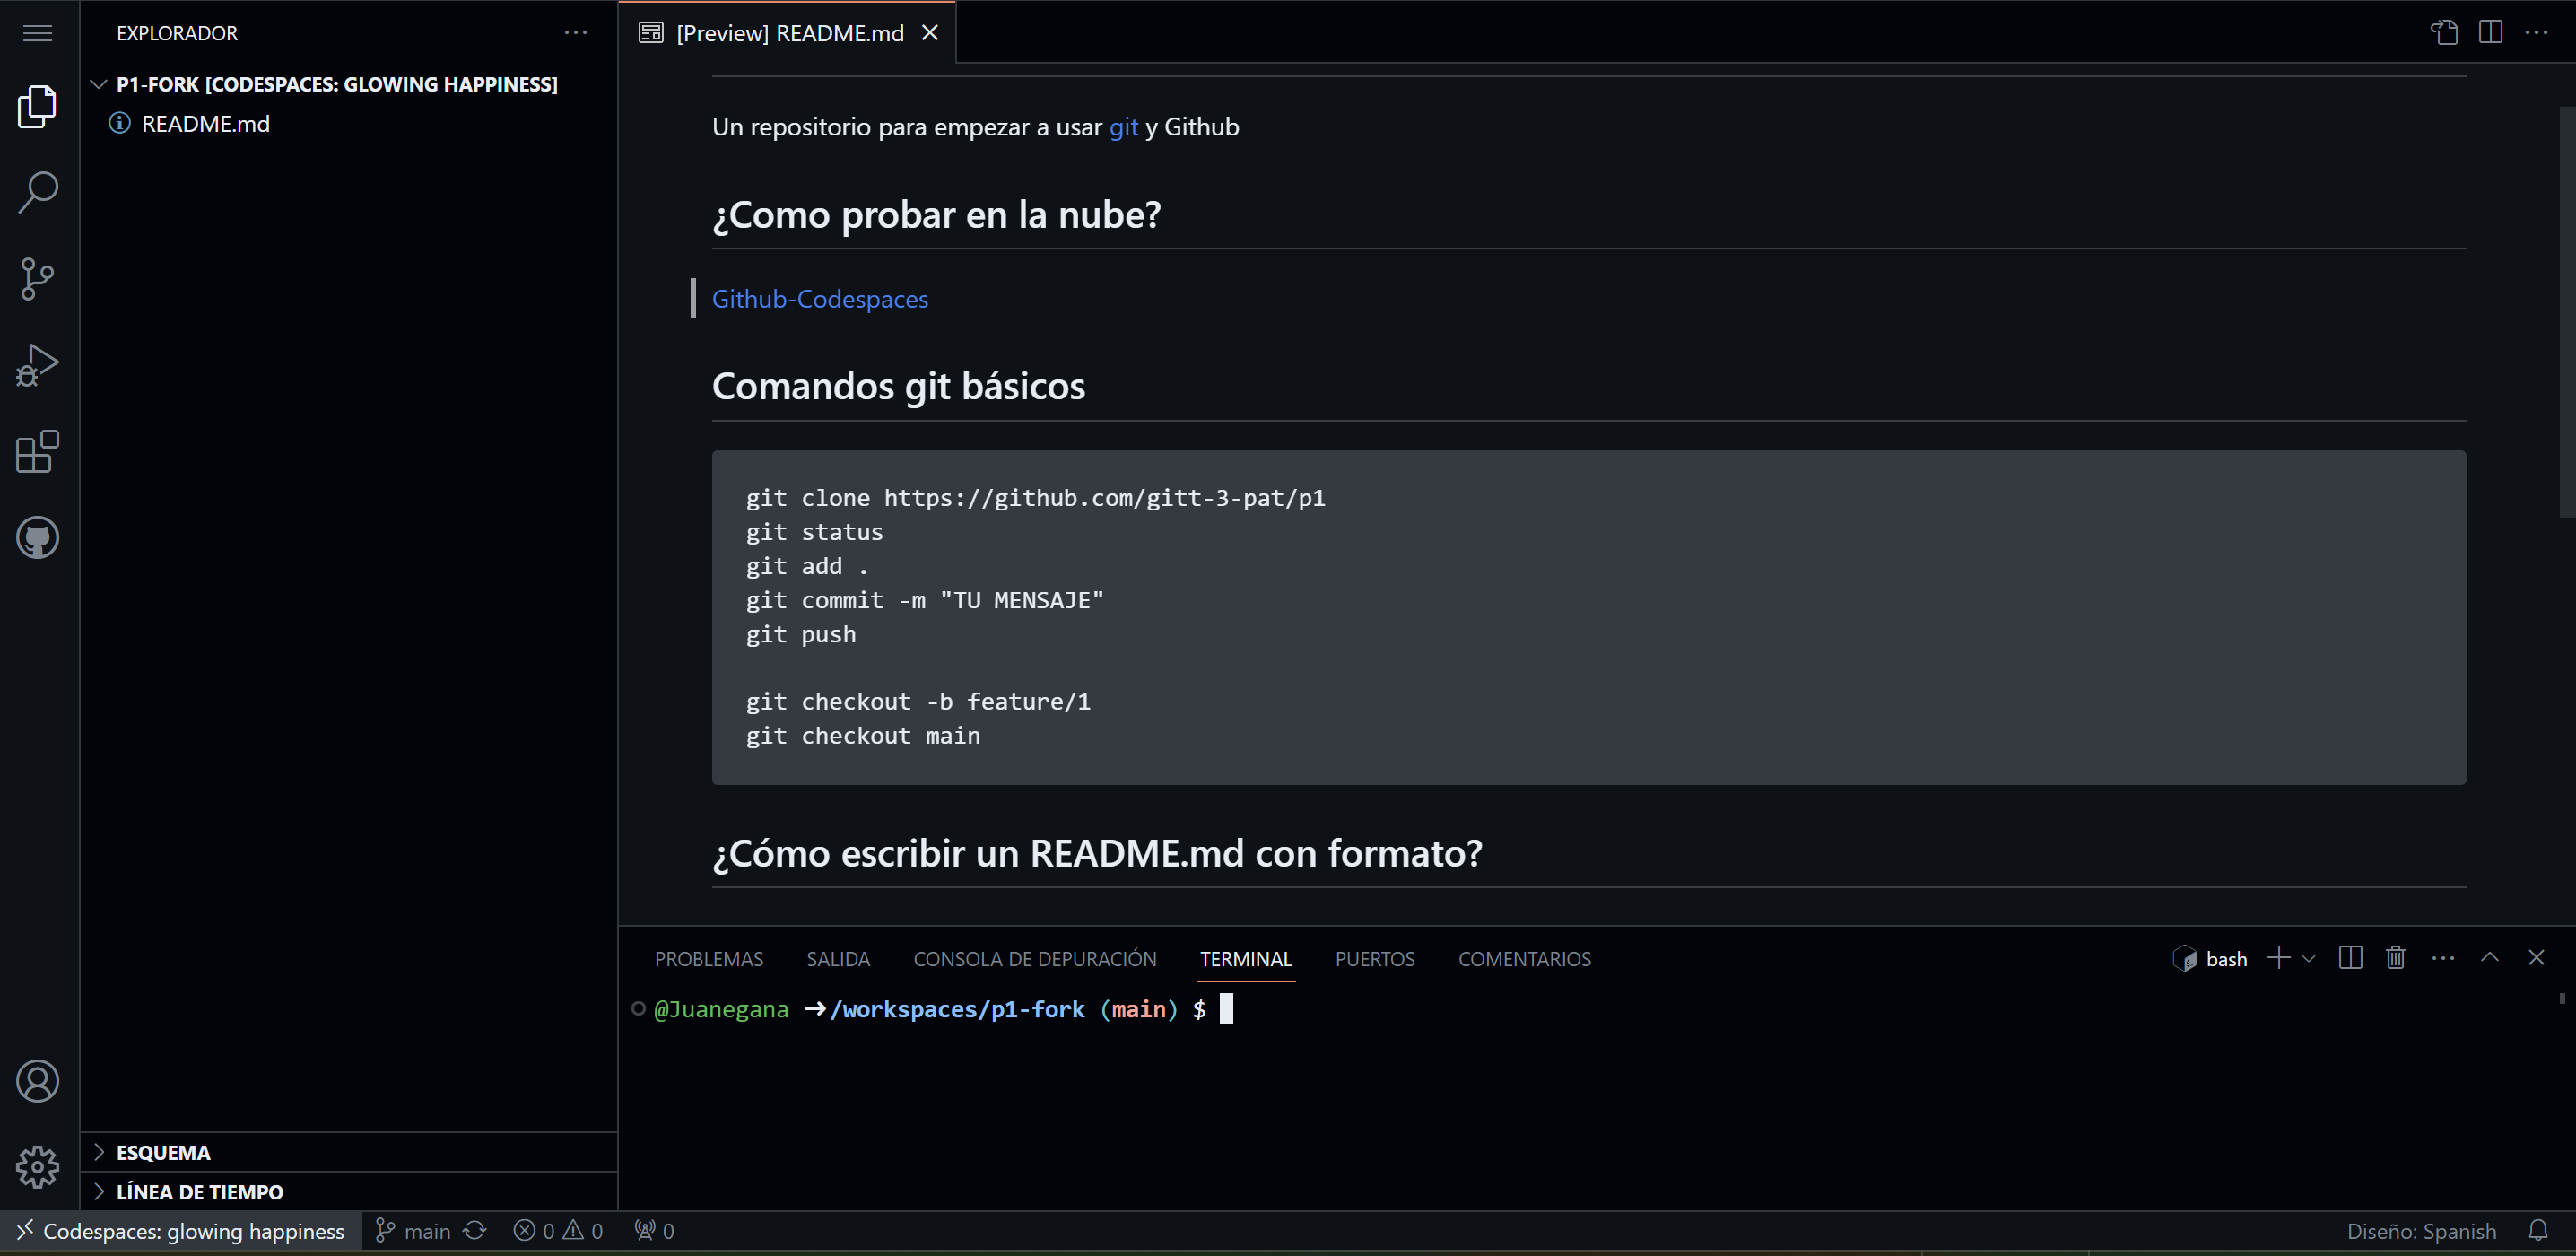 EXPLORADOR
P1-FORK [CODESPACES: GLOWING HAPPINESS]
README.md
ESQUEMA
LÍNEA DE TIEMPO
[Preview] README.md
Un repositorio para empezar a usar git y Github
¿Como probar en la nube?
Github-Codespaces
Comandos git básicos
git clone https://github.com/gitt-3-pat/p1
git status
git add .
git commit -m "TU MENSAJE"
git push
git checkout -b feature/1
git checkout main
¿Cómo escribir un README.md con formato?
PROBLEMAS SALIDA CONSOLA DE DEPURACIÓN TERMINAL PUERTOS COMENTARIOS bash
@Juanegana ➜/workspaces/p1-fork (main) $
Codespaces: glowing happiness main 0 0 0 Diseño: Spanish